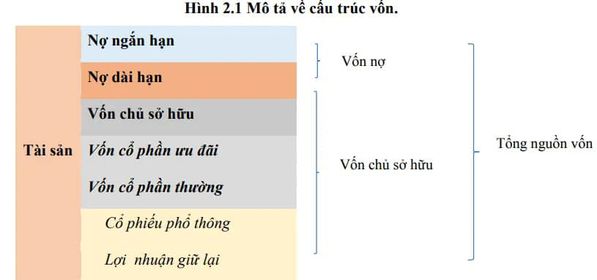 Hình 2.1 Mô tả về cấu trúc vốn.
Nợ ngắn hạn
Vốn nợ
Nợ dài hạn
Vốn chủ sở hữu
Tài sản
Vốn cổ phần ưu đãi
Tổng nguồn vốn
Vốn chủ sở hữu
Vốn cổ phần thường
Cổ phiếu phổ thông
Lợi nhuận giữ lại